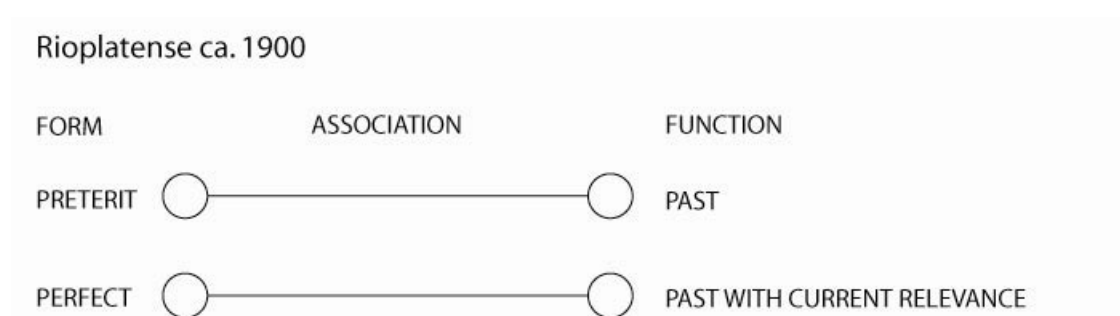 Rioplatense ca. 1900
FORM ASSOCIATION FUNCTION
PRETERIT PAST
PERFECT PAST WITH CURRENT RELEVANCE